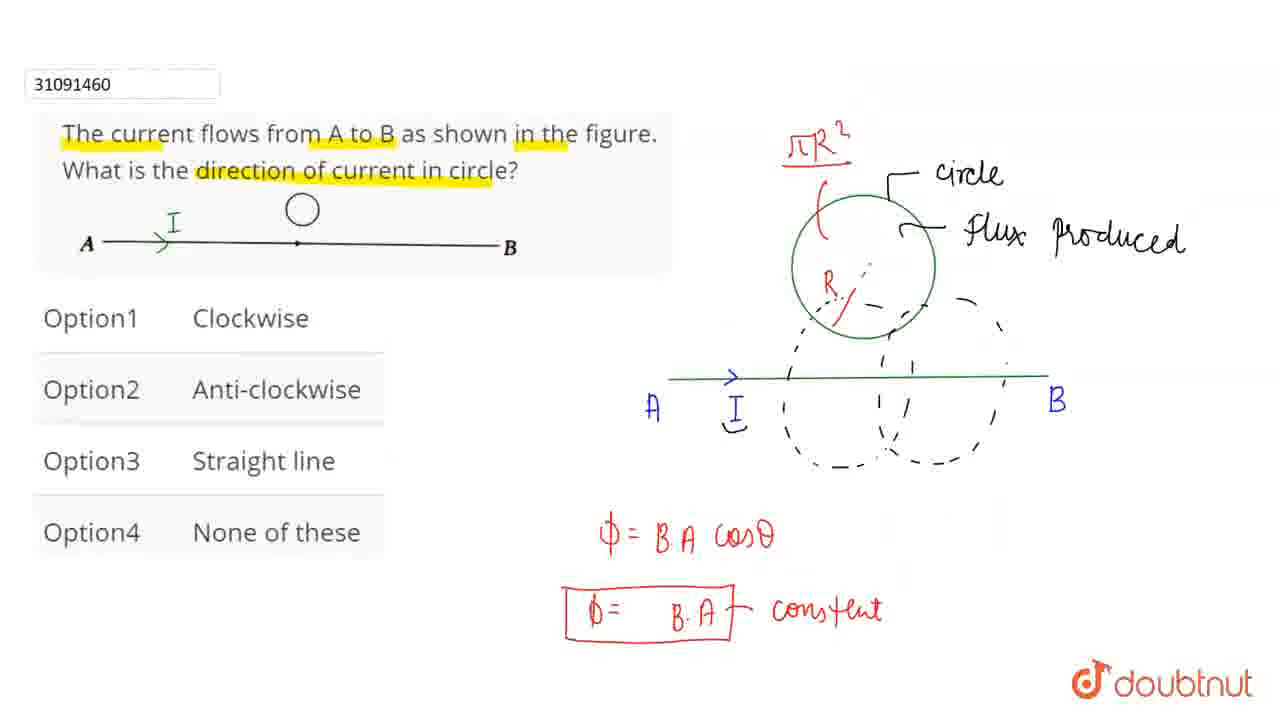 31091460
The current flows from A to B as shown in the figure.
What is the direction of current in circle?
I
A
B
Option1 Clockwise
Option2 Anti-clockwise
Option3 Straight line
Option4 None of these
πR²
circle
flux produced
R
A
I
B
ϕ = B.A cosθ
ϕ = B.A - constent
doubtnut